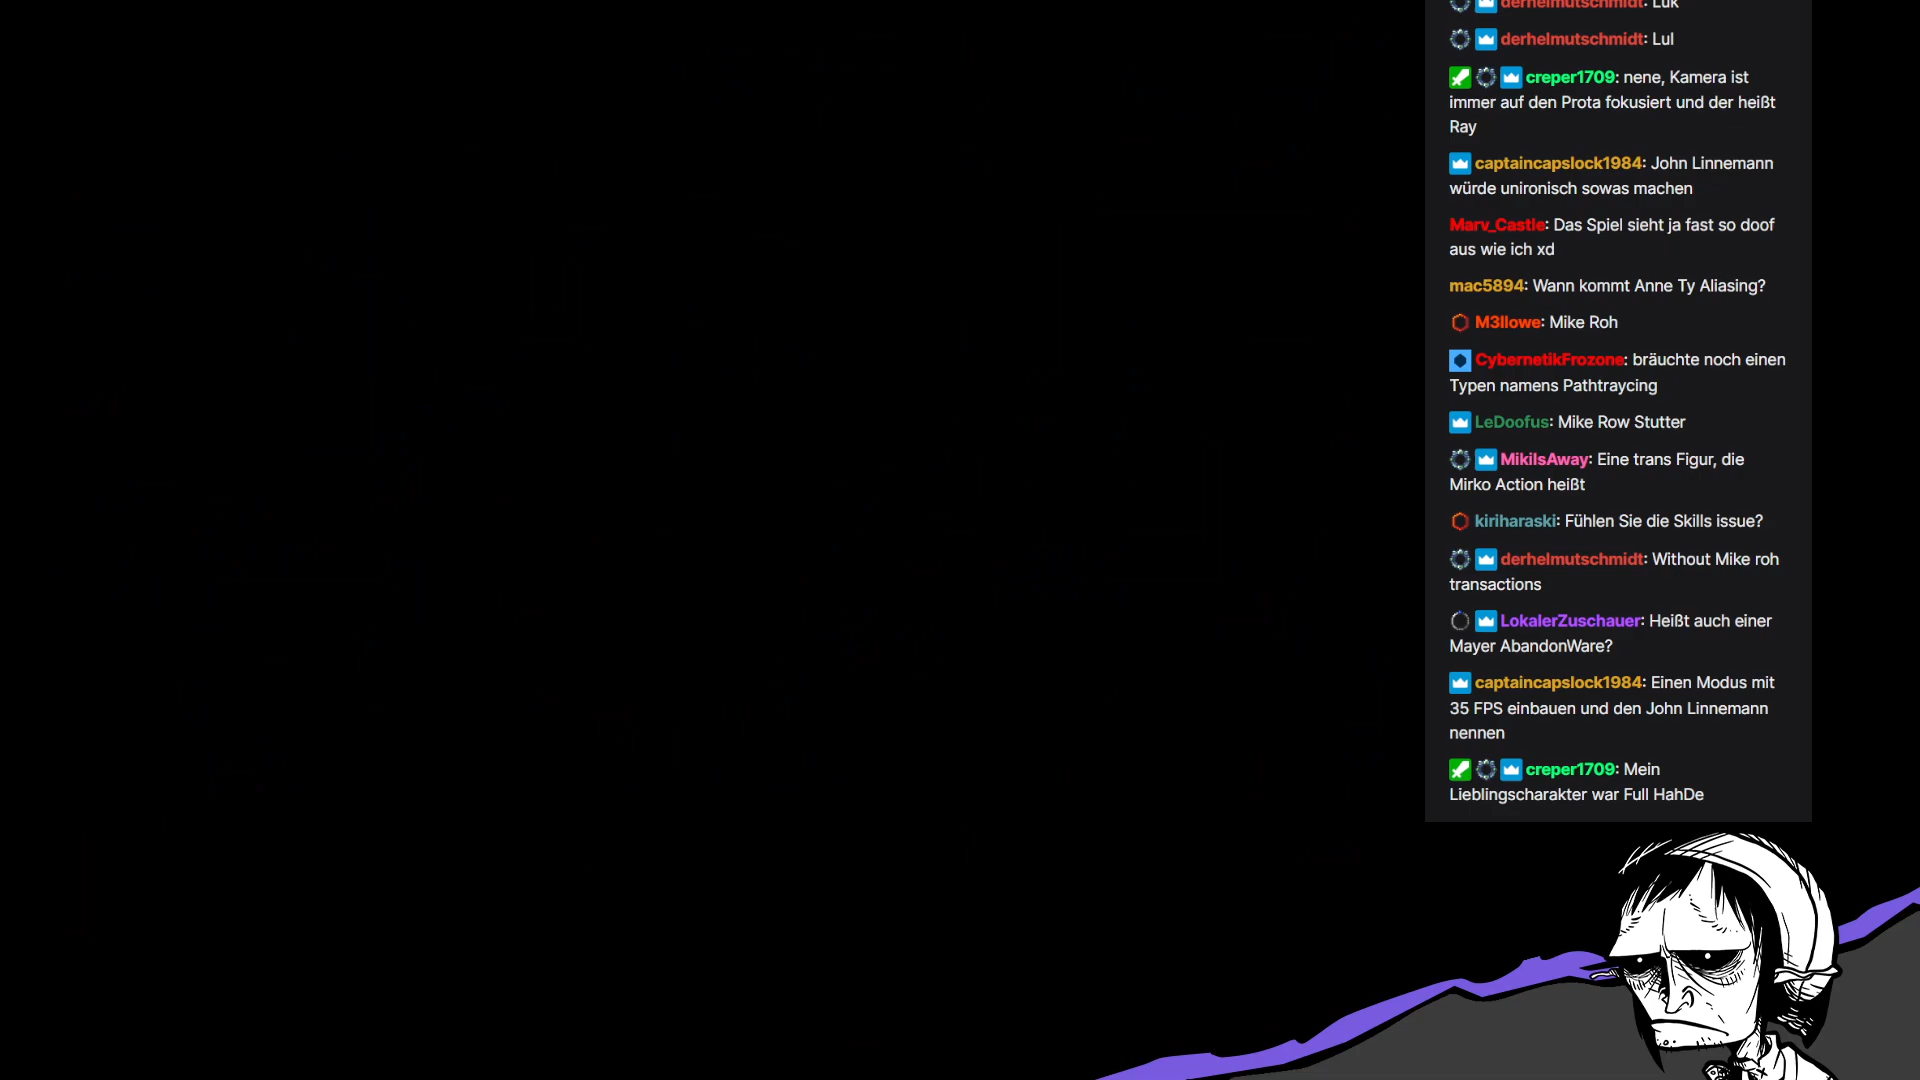 derhelmutschmidt: Luk
derhelmutschmidt: Lul
creper1709: nene, Kamera ist
immer auf den Prota fokusiert und der heißt
Ray
captaincapslock1984: John Linnemann
würde unironisch sowas machen
Marv_Castle: Das Spiel sieht ja fast so doof
aus wie ich xd
mac5894: Wann kommt Anne Ty Aliasing?
M3llowe: Mike Roh
CybernetikFrozone: bräuchte noch einen
Typen namens Pathtraycing
LeDoofus: Mike Row Stutter
MikiIsAway: Eine trans Figur, die
Mirko Action heißt
kiriharaski: Fühlen Sie die Skills issue?
derhelmutschmidt: Without Mike roh
transactions
LokalerZuschauer: Heißt auch einer
Mayer AbandonWare?
captaincapslock1984: Einen Modus mit
35 FPS einbauen und den John Linnemann
nennen
creper1709: Mein
Lieblingscharakter war Full HahDe